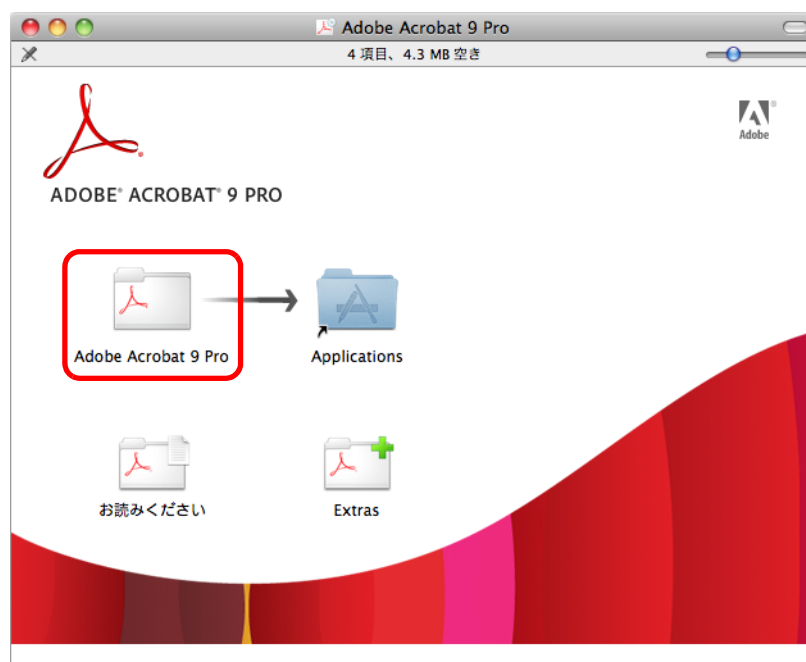 Adobe Acrobat 9 Pro
4 項目、4.3 MB 空き
Adobe
ADOBE® ACROBAT® 9 PRO
Adobe Acrobat 9 Pro
Applications
お読みください
Extras